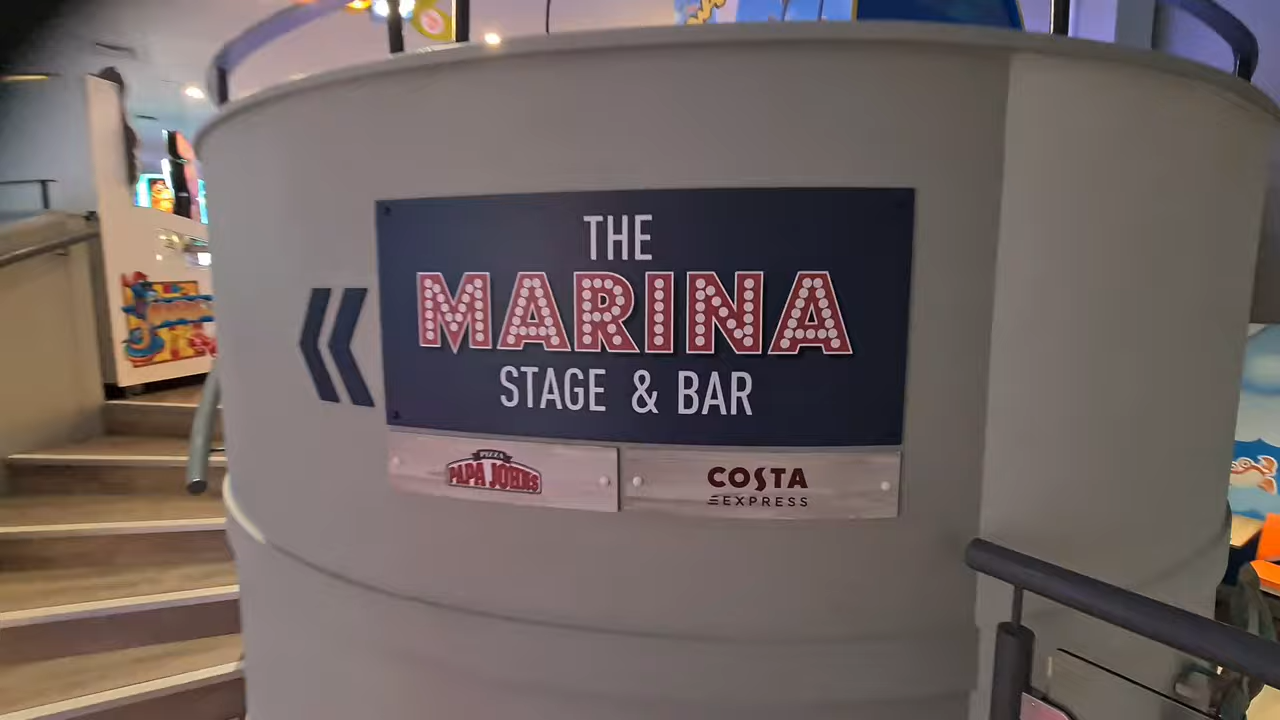 THE
MARINA
STAGE & BAR
PIZZA
PAPA JOHNS
COSTA
EXPRESS